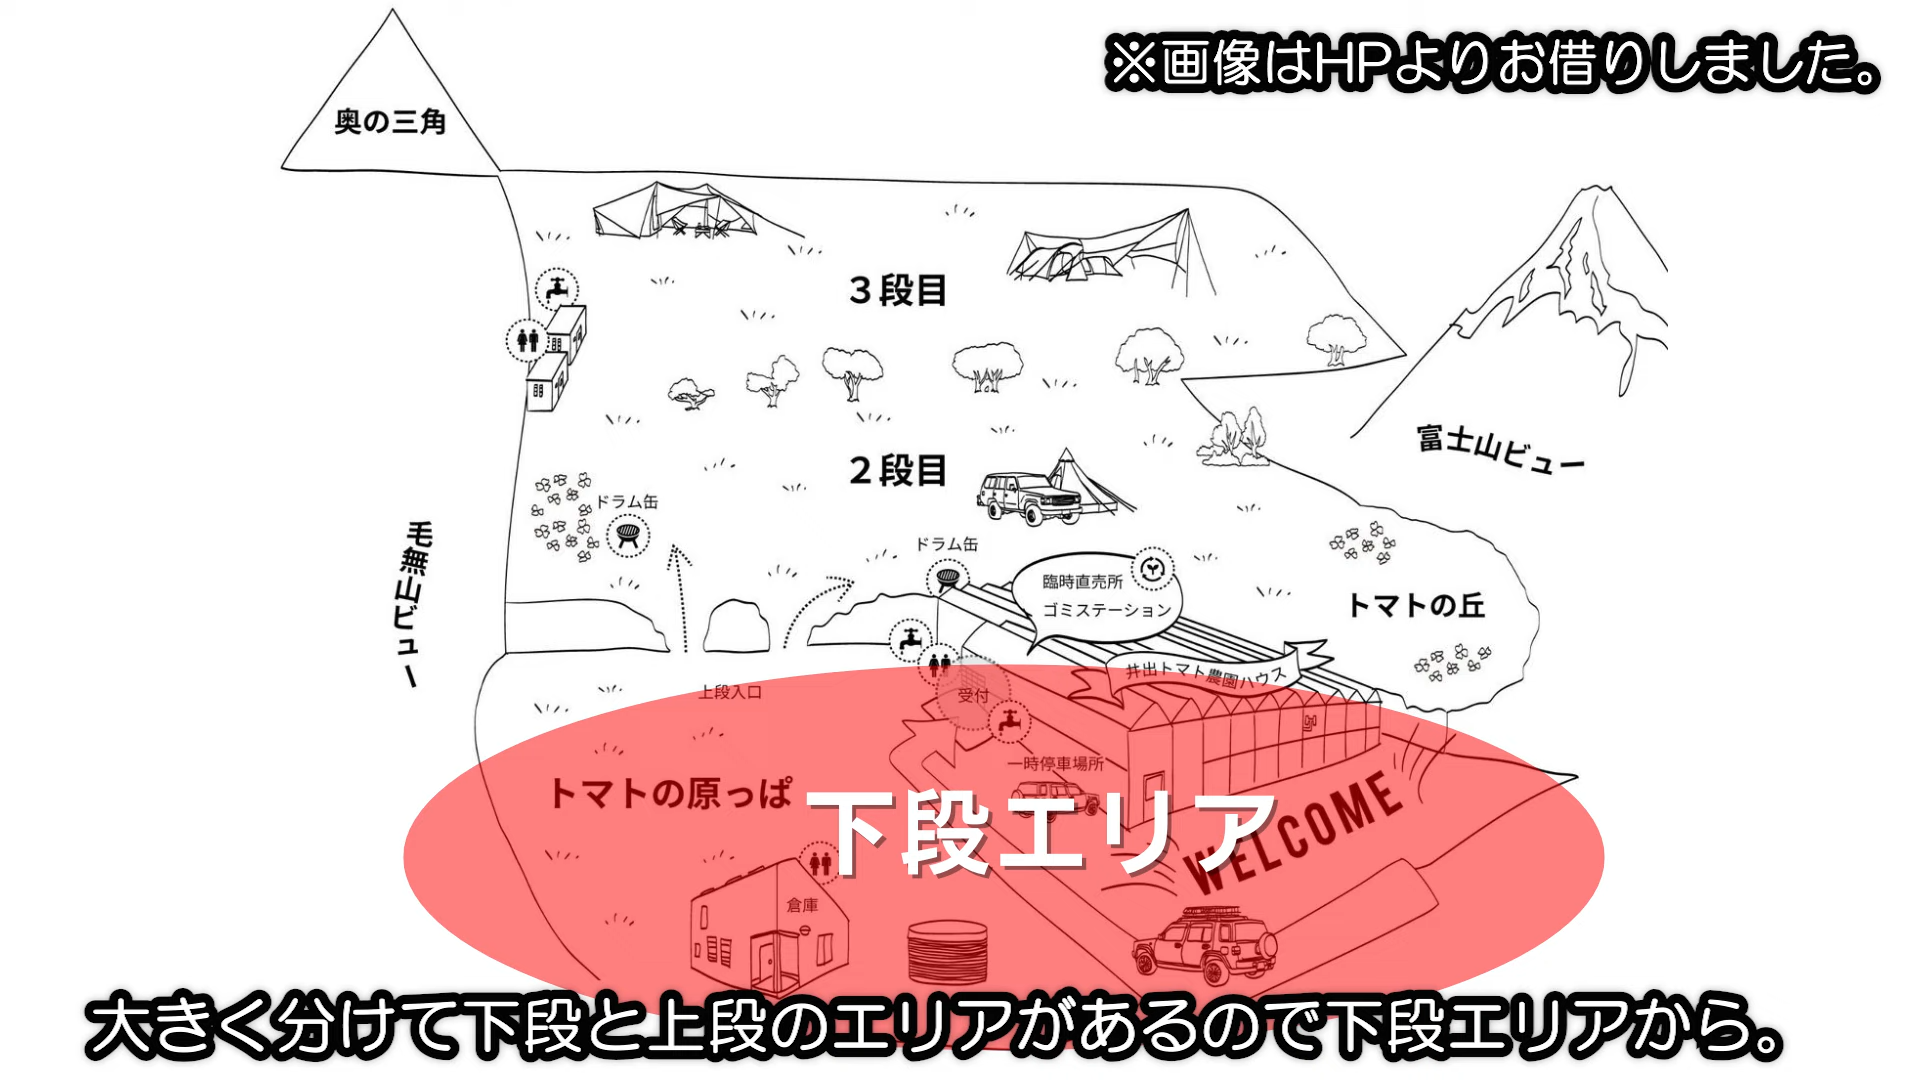 ※画像はHPよりお借りしました。
奥の三角
３段目
富士山ビュー
２段目
ドラム缶
毛無山ビュー
ドラム缶
臨時直売所
ゴミステーション
トマトの丘
井出トマト農園ハウス
上段入口
受付
一時停車場所
トマトの原っぱ
下段エリア
WELCOME
倉庫
大きく分けて下段と上段のエリアがあるので下段エリアから。